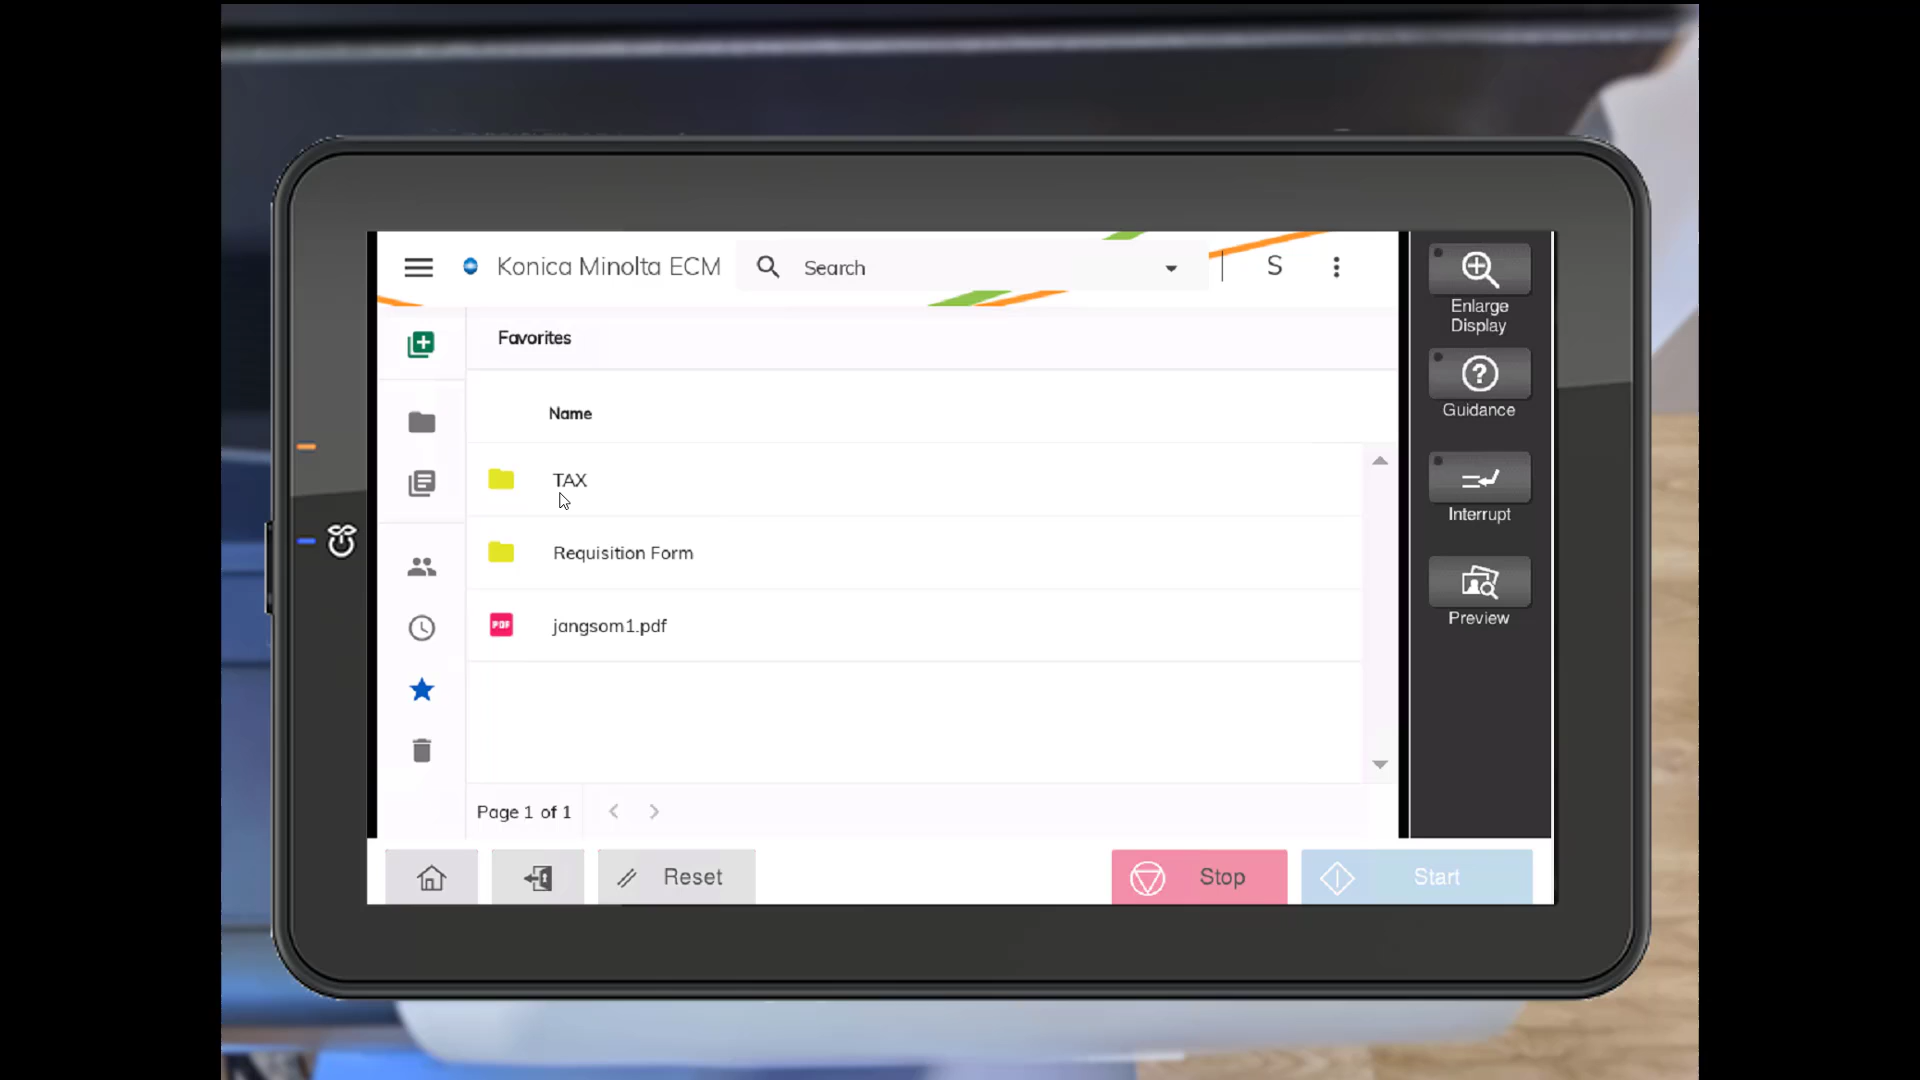 Konica Minolta ECM
Search
S
Favorites
Name
TAX
Requisition Form
PDF
jangsom1.pdf
Page 1 of 1
Reset
Stop
Start
Enlarge
Display
Guidance
Interrupt
Preview